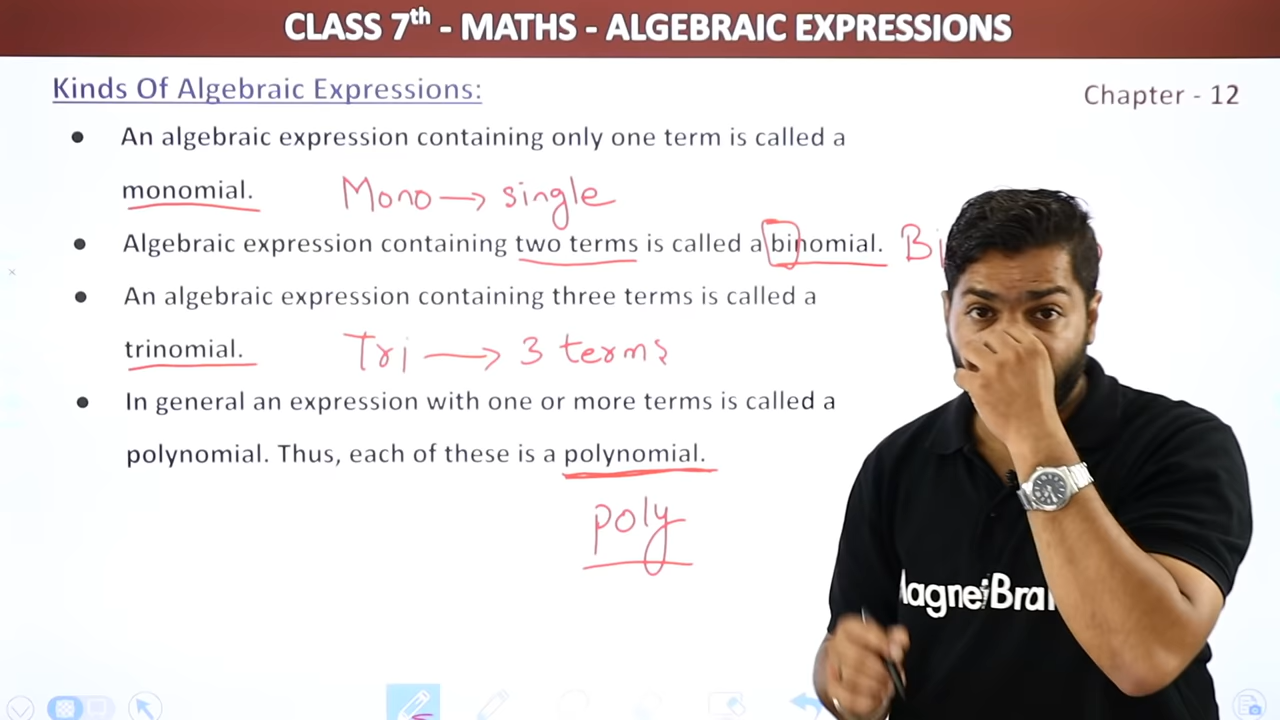 CLASS 7th - MATHS - ALGEBRAIC EXPRESSIONS
Kinds Of Algebraic Expressions:
Chapter - 12
• An algebraic expression containing only one term is called a
monomial. Mono → single
• Algebraic expression containing two terms is called a binomial. Bi
• An algebraic expression containing three terms is called a
trinomial. Tri → 3 terms
• In general an expression with one or more terms is called a
polynomial. Thus, each of these is a polynomial.
poly